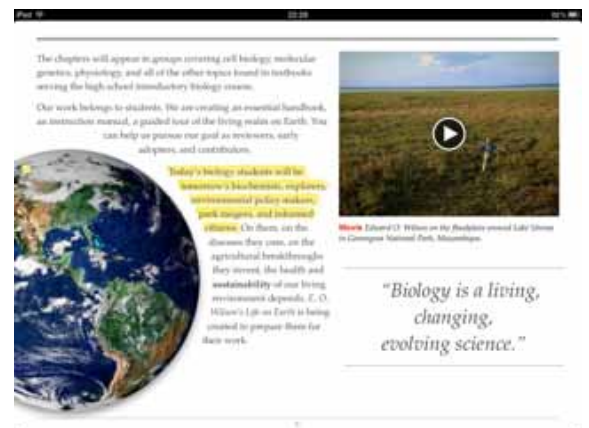 iPad
22:28
The chapters will appear in groups covering cell biology, molecular
genetics, physiology, and all of the other topics found in textbooks
serving the high school introductory biology course.
Our work belongs to students. We are creating an essential handbook,
an instruction manual, a guided tour of the living realm on Earth. You
can help us pursue our goal as reviewers, early
adopters, and contributors.
Today's biology students will be
tomorrow's biochemists, explorers,
environmental policy makers,
park rangers, and informed
citizens. On them, on the
diseases they cure, on the
agricultural breakthroughs
they invent, the health and
sustainability of our living
environment depends. E. O.
Wilson's Life on Earth is being
created to prepare them for
their work.
Movie Edward O. Wilson on the floodplain around Lake Urema
in Gorongosa National Park, Mozambique.
“Biology is a living,
changing,
evolving science.”